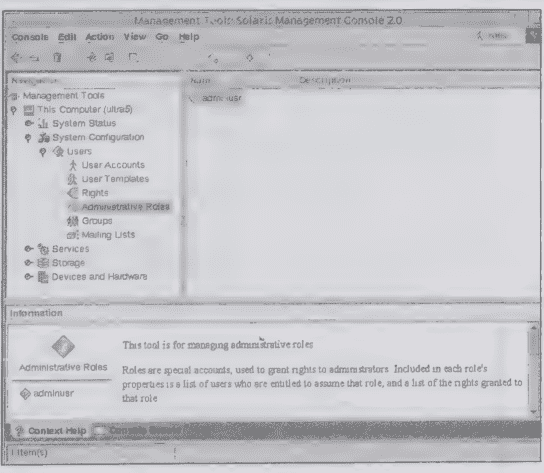 Management Tools: Solaris Management Console 2.0
Console Edit Action View Go Help
Navigation
Name Description
Management Tools
This Computer (ultra5)
System Status
System Configuration
Users
User Accounts
User Templates
Rights
Administrative Roles
Groups
Mailing Lists
Services
Storage
Devices and Hardware
adminusr
Information
Administrative Roles
adminusr
This tool is for managing administrative roles
Roles are special accounts, used to grant rights to administrators Included in each role's
properties is a list of users who are entitled to assume that role, and a list of the rights granted to
that role
Context Help
1 Item(s)